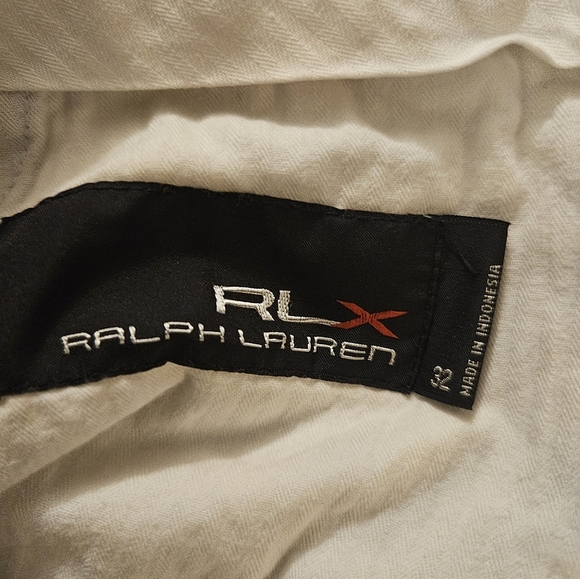 RLX
RALPH LAUREN
32
MADE IN INDONESIA